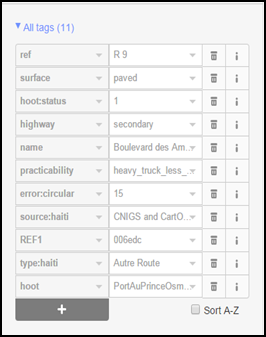 All tags (11)
ref R 9
surface paved
hoot:status 1
highway secondary
name Boulevard des Am...
practicability heavy_truck_less_...
error:circular 15
source:haiti CNIGS and CartO...
REF1 006edc
type:haiti Autre Route
hoot PortAuPrinceOsm...
+ Sort A-Z